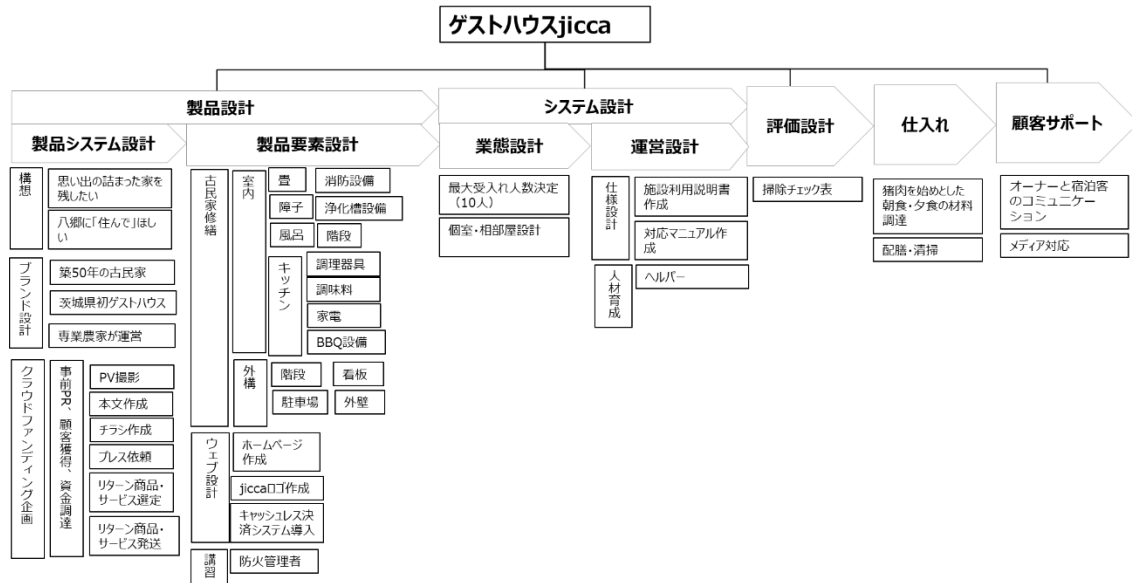 ゲストハウスjicca
製品設計
システム設計
評価設計
仕入れ
顧客サポート
製品システム設計
製品要素設計
業態設計
運営設計
構想
思い出の詰まった家を
残したい
八郷に「住んで」ほし
い
ブランド設計
築50年の古民家
茨城県初ゲストハウス
専業農家が運営
クラウドファンディング企画
事前PR、顧客獲得、資金調達
PV撮影
本文作成
チラシ作成
プレス依頼
リターン商品・
サービス選定
リターン商品・
サービス発送
古民家修繕
室内
畳
消防設備
障子
浄化槽設備
風呂
階段
キッチン
調理器具
調味料
家電
BBQ設備
外構
階段
看板
駐車場
外壁
ウェブ設計
ホームページ
作成
jiccaロゴ作成
キャッシュレス決
済システム導入
講習
防火管理者
最大受入れ人数決定
（10人）
個室・相部屋設計
仕様設計
施設利用説明書
作成
対応マニュアル作
成
人材育成
ヘルパー
掃除チェック表
猪肉を始めとした
朝食・夕食の材料
調達
配膳・清掃
オーナーと宿泊客
のコミュニケー
ション
メディア対応